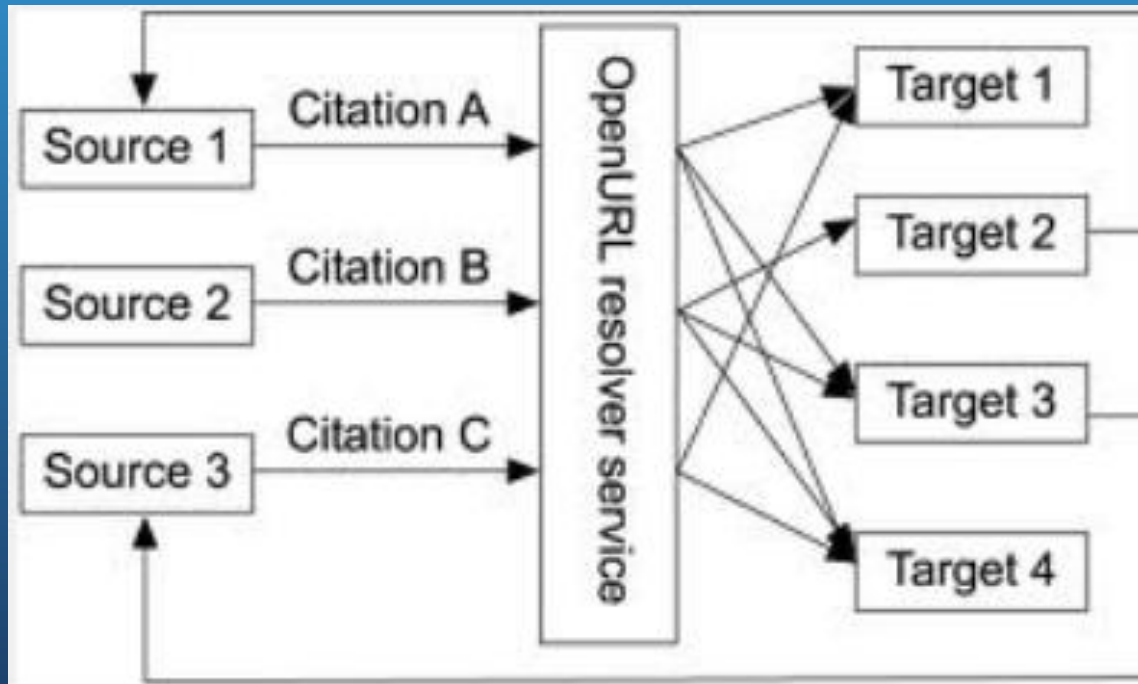 Source 1
Citation A
Source 2
Citation B
Source 3
Citation C
OpenURL resolver service
Target 1
Target 2
Target 3
Target 4